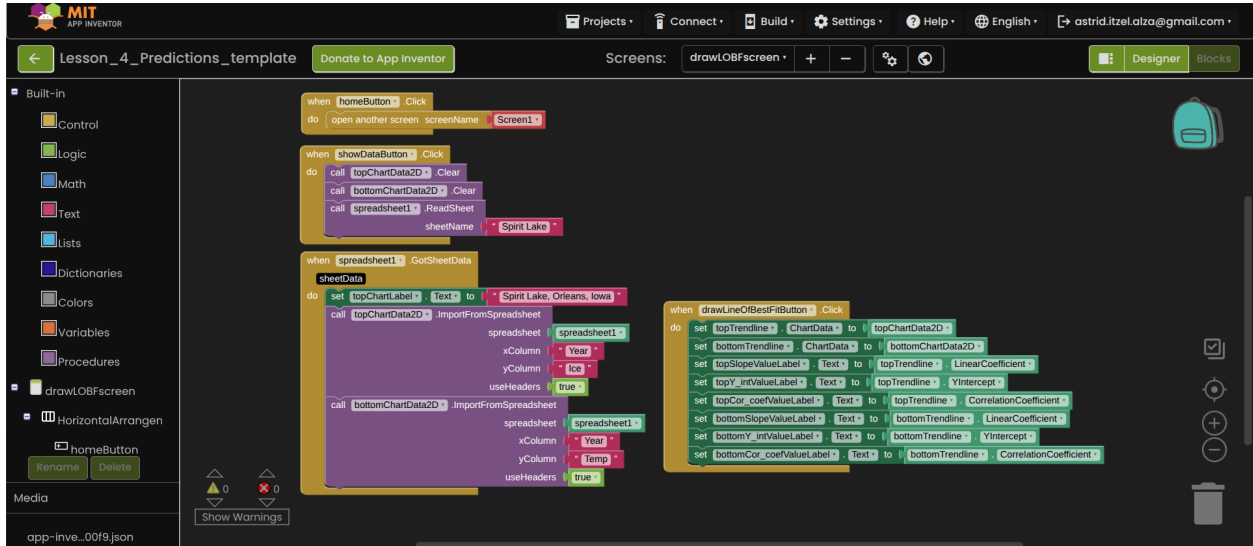 MIT
APP INVENTOR
Projects
Connect
Build
Settings
Help
English
astrid.itzel.alza@gmail.com
Lesson_4_Predictions_template
Donate to App Inventor
Screens:
drawLOBFscreen
+
−
Designer
Blocks
Built-in
Control
Logic
Math
Text
Lists
Dictionaries
Colors
Variables
Procedures
drawLOBFscreen
HorizontalArrangen
homeButton
Rename
Delete
Media
app-inve...00f9.json
when homeButton .Click
do open another screen screenName Screen1
when showDataButton .Click
do call topChartData2D .Clear
call bottomChartData2D .Clear
call spreadsheet1 .ReadSheet
sheetName " Spirit Lake "
when spreadsheet1 .GotSheetData
sheetData
do set topChartLabel . Text to " Spirit Lake, Orleans, Iowa "
call topChartData2D .ImportFromSpreadsheet
spreadsheet spreadsheet1
xColumn " Year "
yColumn " Ice "
useHeaders true
call bottomChartData2D .ImportFromSpreadsheet
spreadsheet spreadsheet1
xColumn " Year "
yColumn " Temp "
useHeaders true
when drawLineOfBestFitButton .Click
do set topTrendline . ChartData to topChartData2D
set bottomTrendline . ChartData to bottomChartData2D
set topSlopeValueLabel . Text to topTrendline . LinearCoefficient
set topY_intValueLabel . Text to topTrendline . YIntercept
set topCor_coefValueLabel . Text to topTrendline . CorrelationCoefficient
set bottomSlopeValueLabel . Text to bottomTrendline . LinearCoefficient
set bottomY_intValueLabel . Text to bottomTrendline . YIntercept
set bottomCor_coefValueLabel . Text to bottomTrendline . CorrelationCoefficient
0
0
Show Warnings